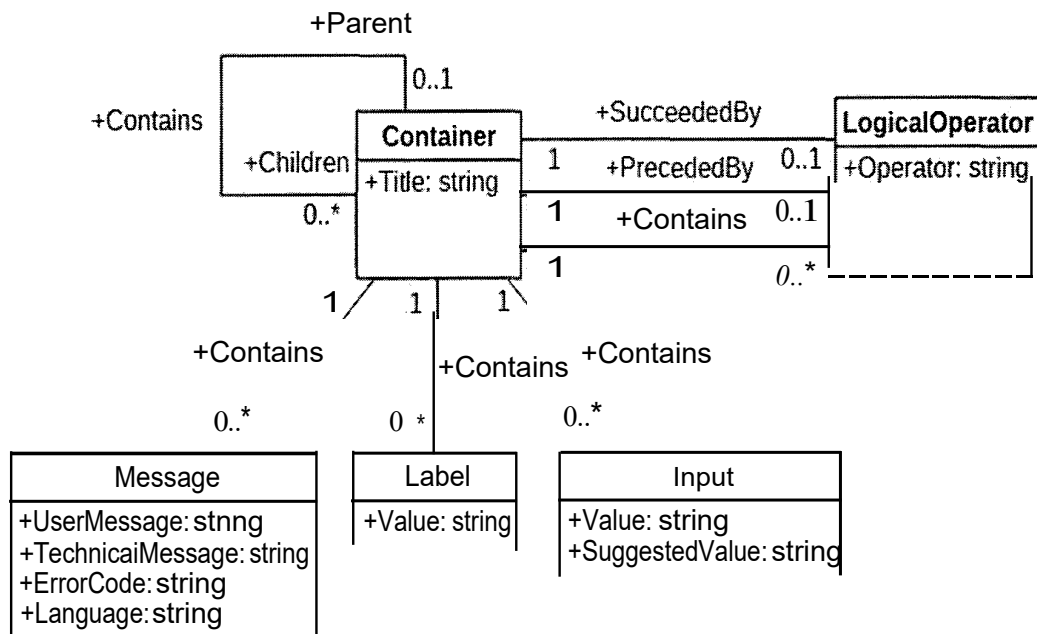 +Parent
0..1
+Contains
+SucceededBy
Container
LogicalOperator
+Children
1
0..1
+Title: string
+PrecededBy
+Operator: string
0..*
1
0..1
+Contains
1
0..*
1
1
1
+Contains
+Contains
+Contains
0..*
0 *
0..*
Message
Label
Input
+UserMessage: stnng
+TechnicaiMessage: string
+ErrorCode: string
+Language: string
+Value: string
+Value: string
+SuggestedValue: string